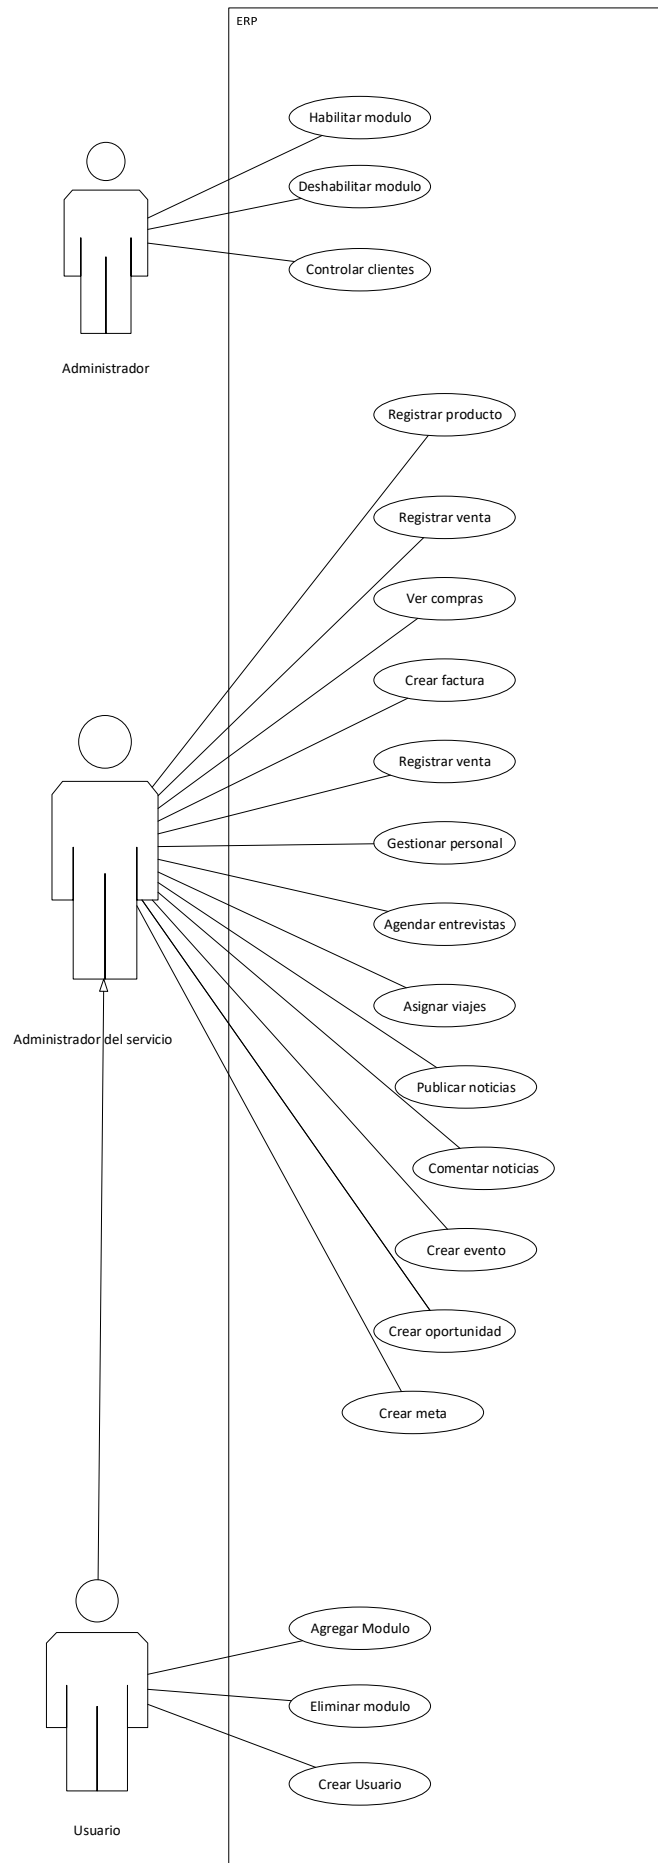 ERP
Habilitar modulo
Deshabilitar modulo
Controlar clientes
Administrador
Registrar producto
Registrar venta
Ver compras
Crear factura
Registrar venta
Gestionar personal
Agendar entrevistas
Asignar viajes
Administrador del servicio
Publicar noticias
Comentar noticias
Crear evento
Crear oportunidad
Crear meta
Agregar Modulo
Eliminar modulo
Crear Usuario
Usuario